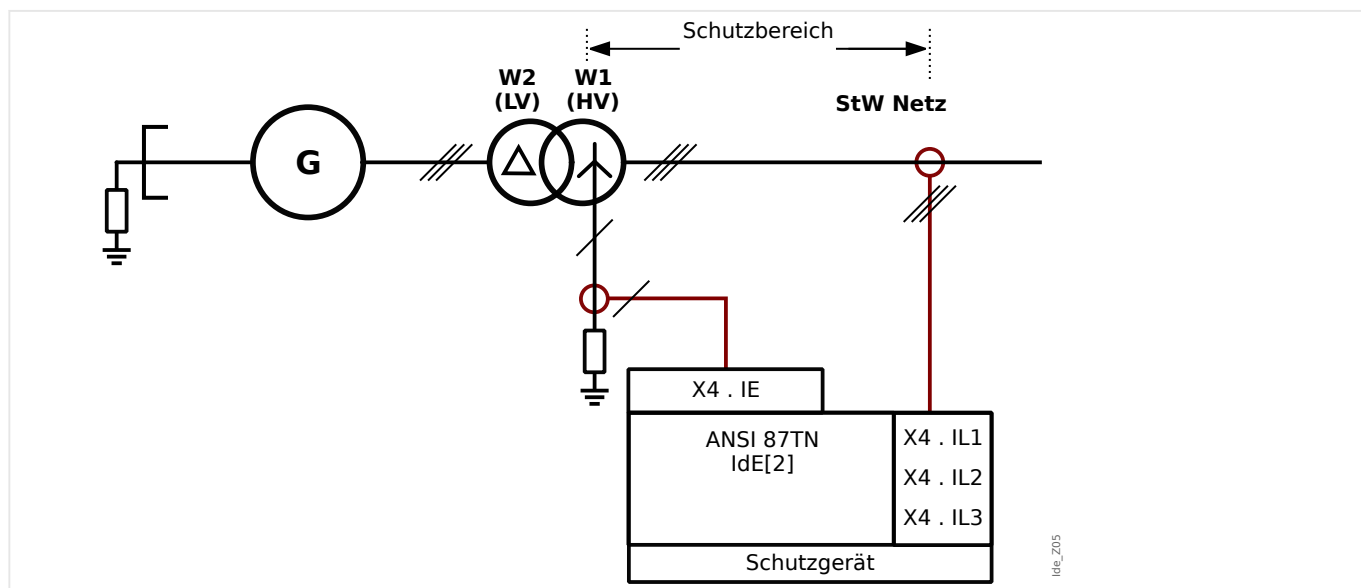 Schutzbereich
W2
(LV)
W1
(HV)
StW Netz
G
X4 . IE
ANSI 87TN
IdE[2]
X4 . IL1
X4 . IL2
X4 . IL3
Schutzgerät
Ide_Z05